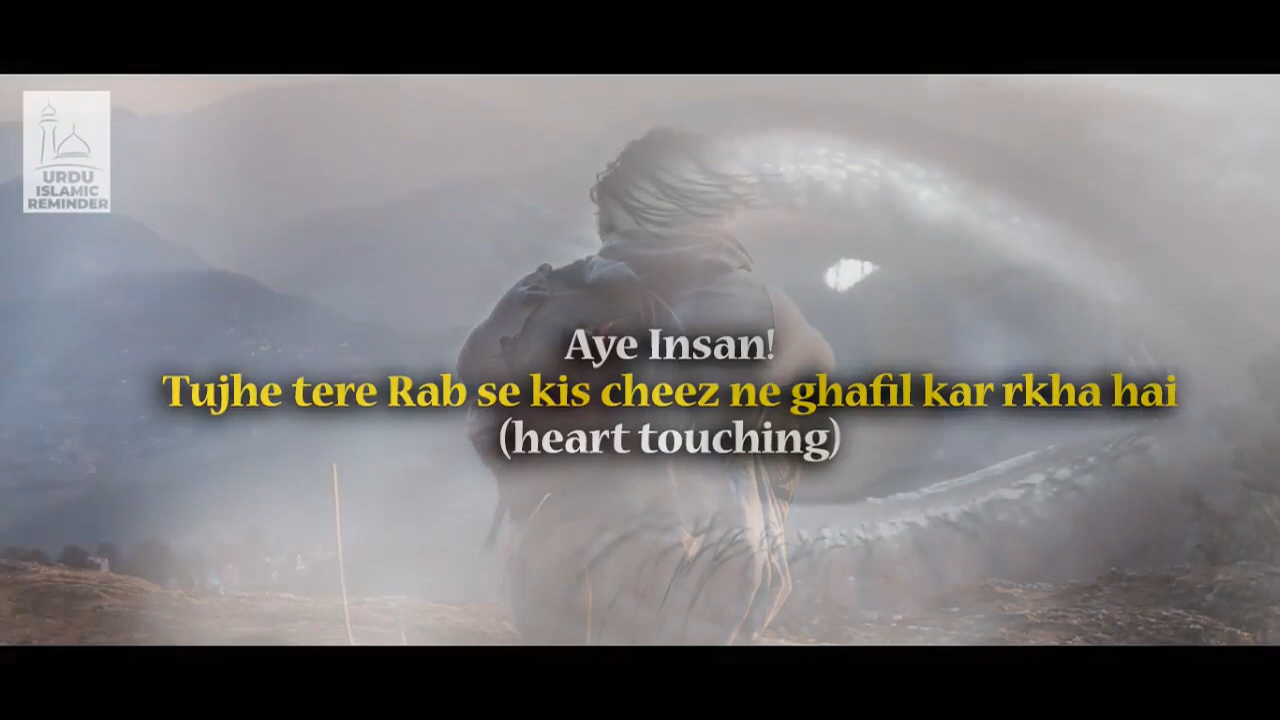 URDU
ISLAMIC
REMINDER
Aye Insan!
Tujhe tere Rab se kis cheez ne ghafil kar rkha hai
(heart touching)